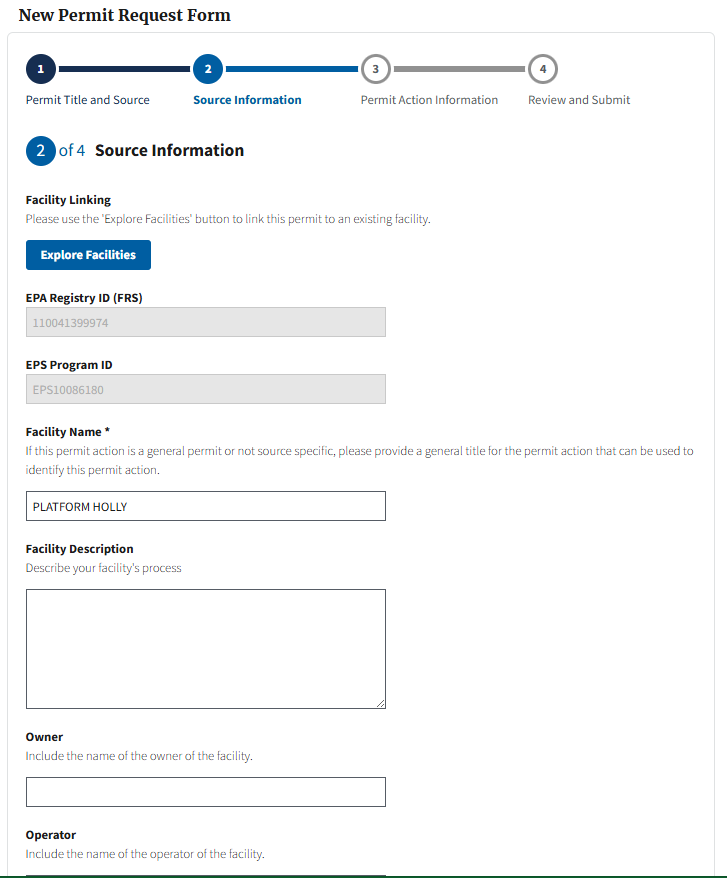 New Permit Request Form
1
2
3
4
Permit Title and Source
Source Information
Permit Action Information
Review and Submit
2 of 4 Source Information
Facility Linking
Please use the 'Explore Facilities' button to link this permit to an existing facility.
Explore Facilities
EPA Registry ID (FRS)
110041399974
EPS Program ID
EPS10086180
Facility Name *
If this permit action is a general permit or not source specific, please provide a general title for the permit action that can be used to
identify this permit action.
PLATFORM HOLLY
Facility Description
Describe your facility's process
Owner
Include the name of the owner of the facility.
Operator
Include the name of the operator of the facility.